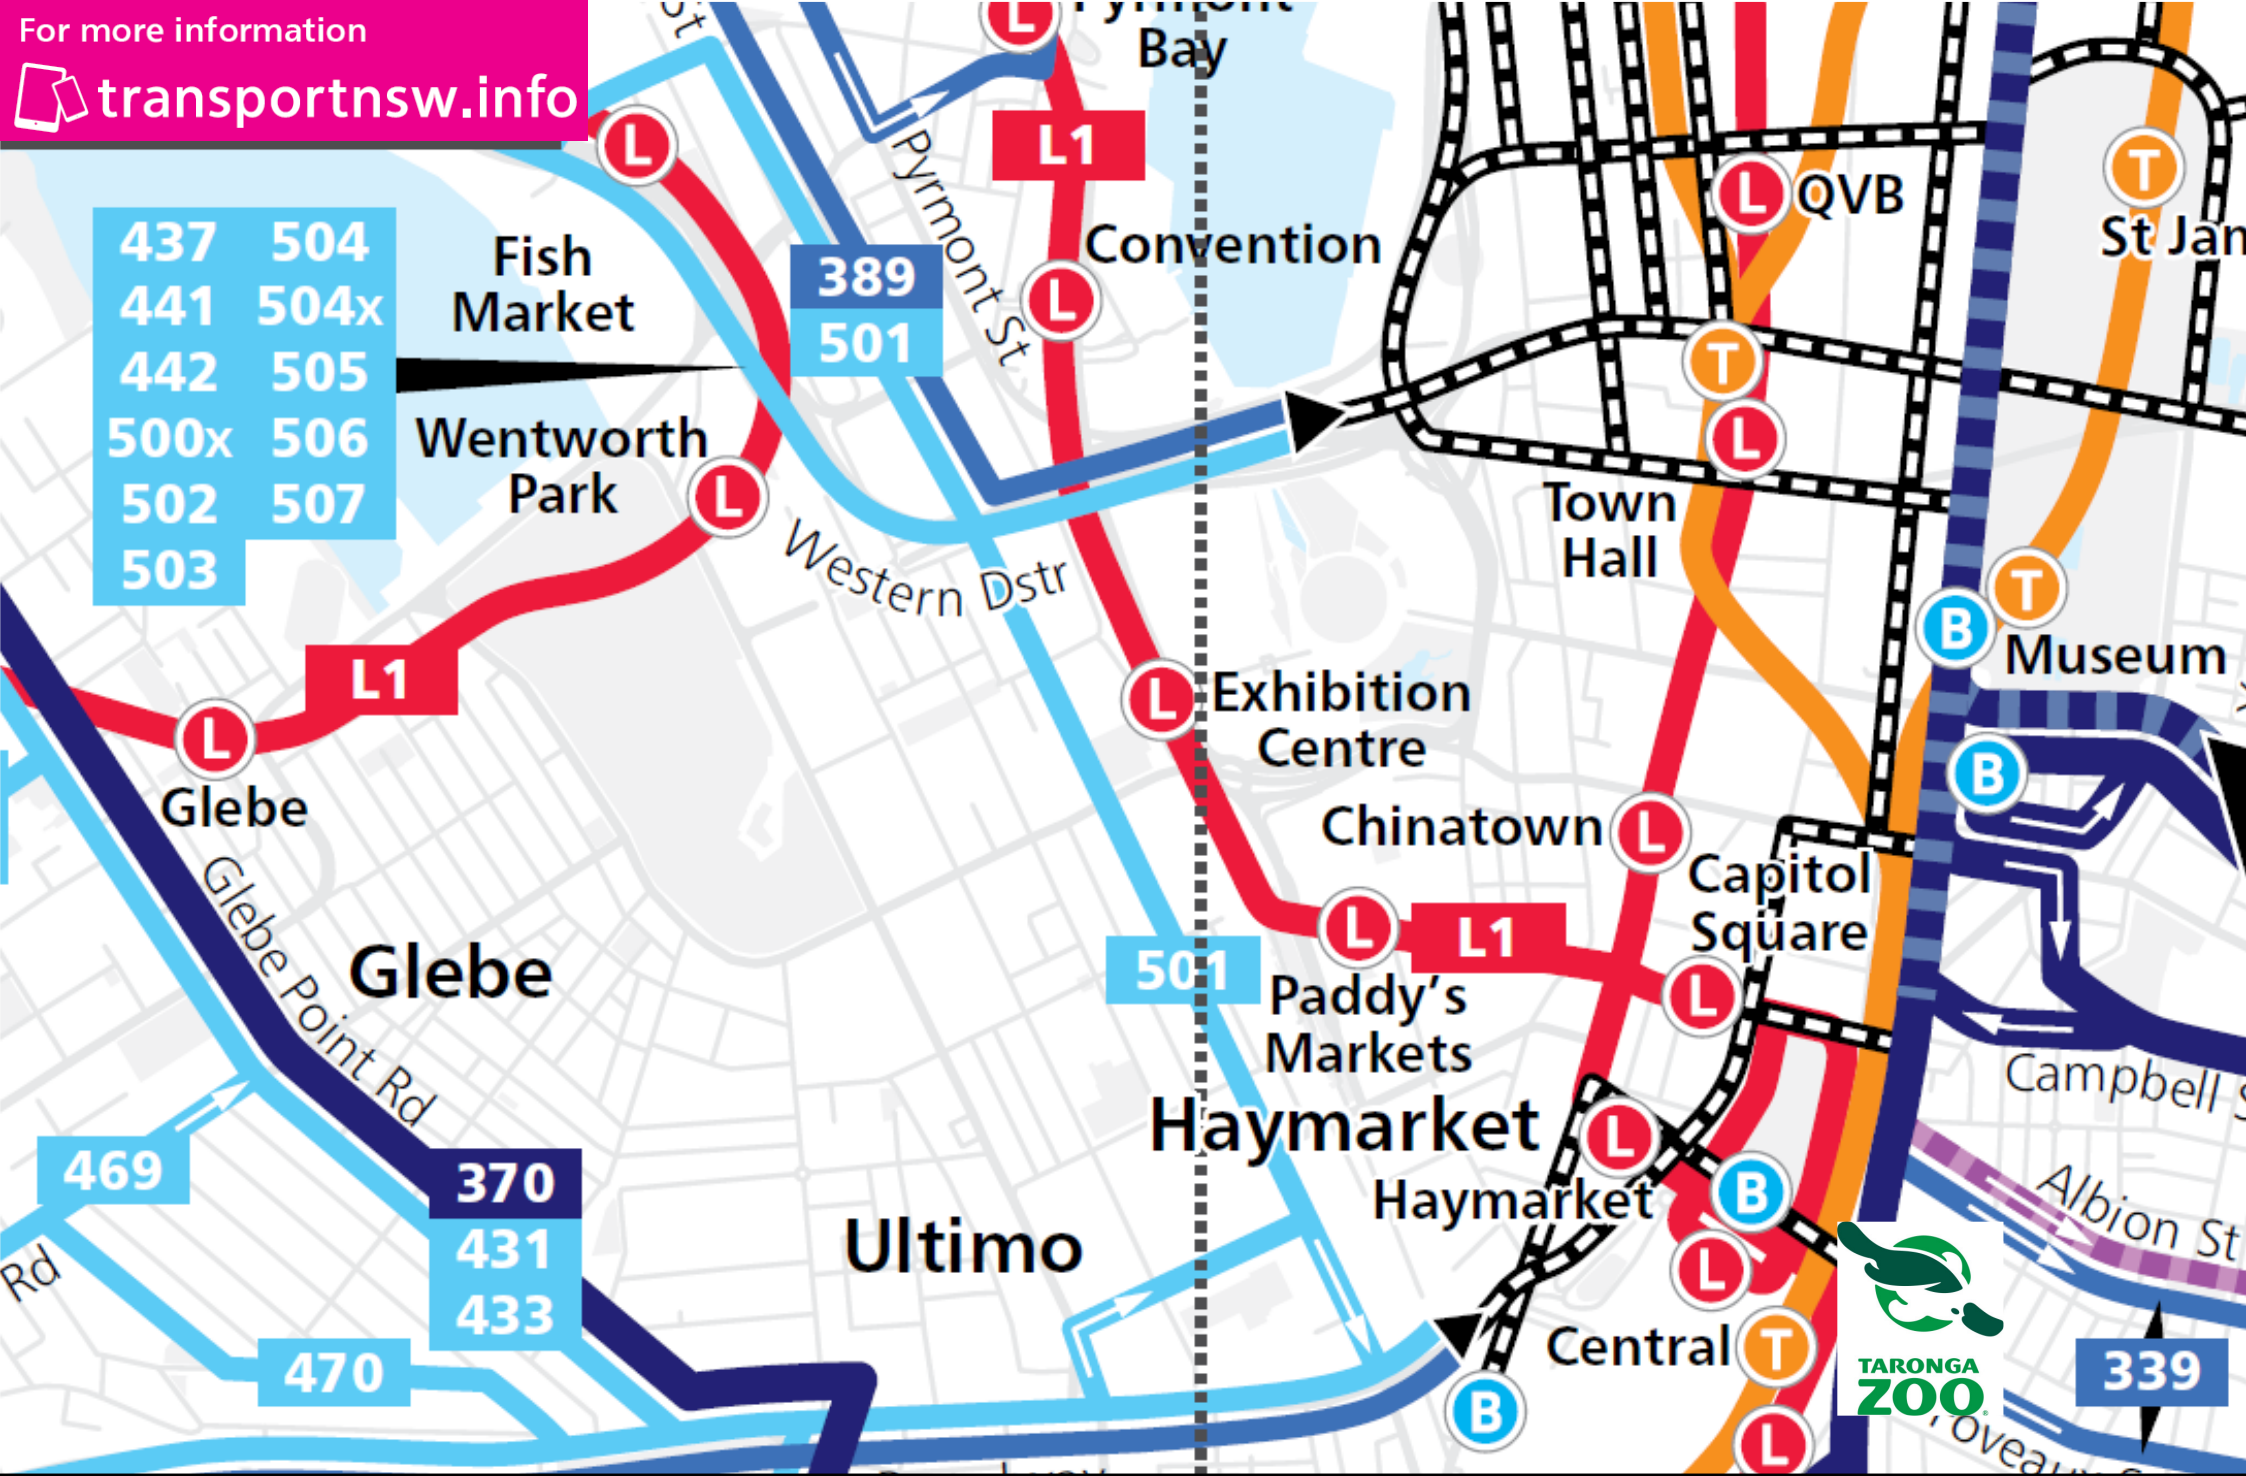 For more information
transportnsw.info
Bay
L
L1
L
437 504
441 504x
442 505
500x 506
502 507
503
Fish
Market
389
501
Pyrmont St
Convention
L
L
QVB
T
St
T
L
Wentworth
Park
L
Western Dstr
Town
Hall
T
B
Museum
L1
L
Glebe
L
Exhibition
Centre
B
Chinatown
L
Capitol
Square
Glebe Point Rd
Glebe
501
L
L1
Paddy's
Markets
L
Campbell
Haymarket
L
Haymarket
B
Albion St
469
370
431
433
Rd
470
Ultimo
L
Central
T
B
L
TARONGA
ZOO
339